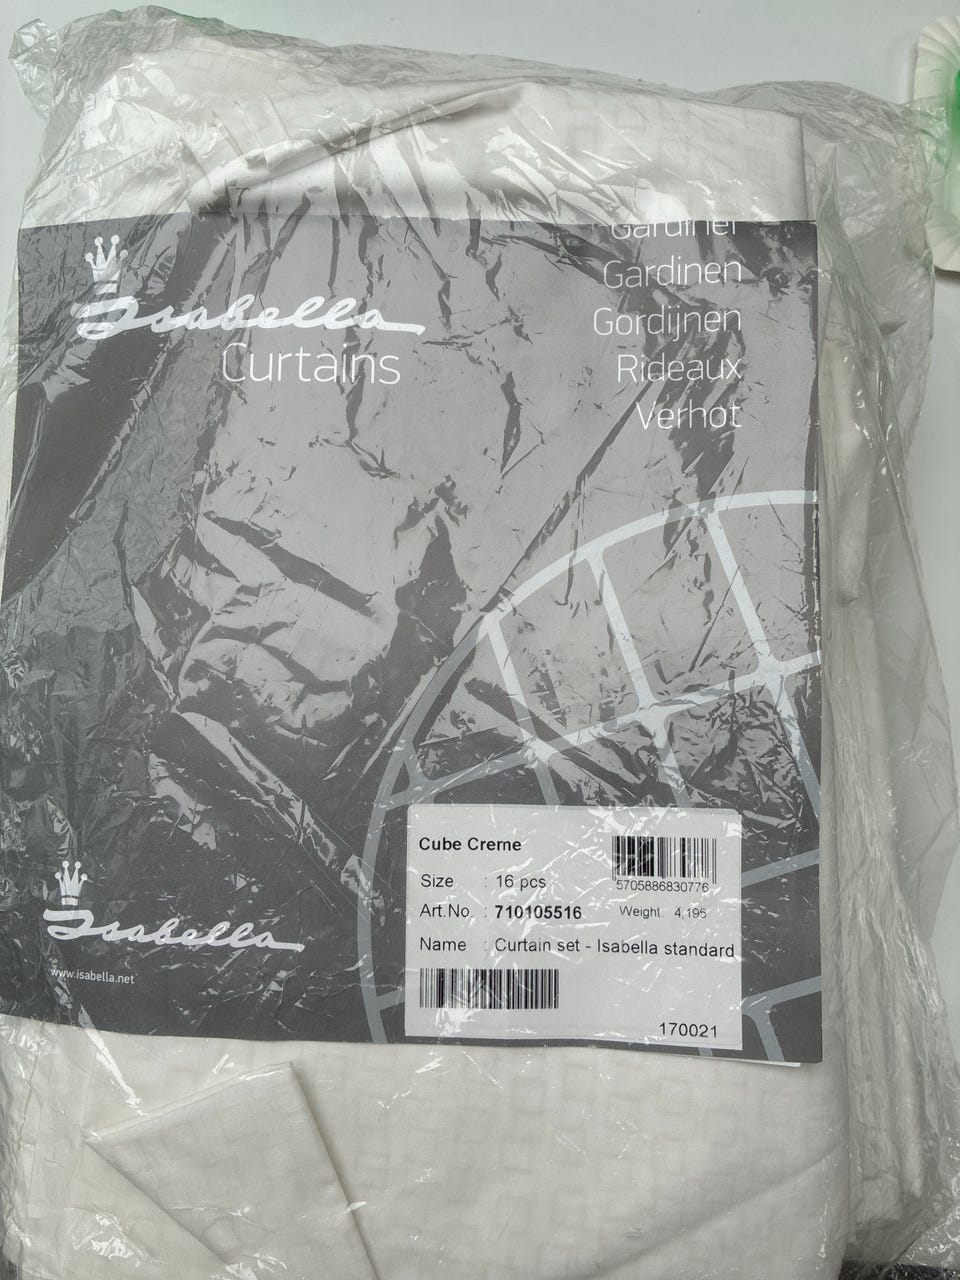 Gardiner
Gardinen
Gordijnen
Rideaux
Verhot
Isabella
Curtains
Cube Creme
Size : 16 pcs
5705886830776
Art.No. : 710105516 Weight 4,195
Name : Curtain set - Isabella standard
170021
Isabella
www.isabella.net